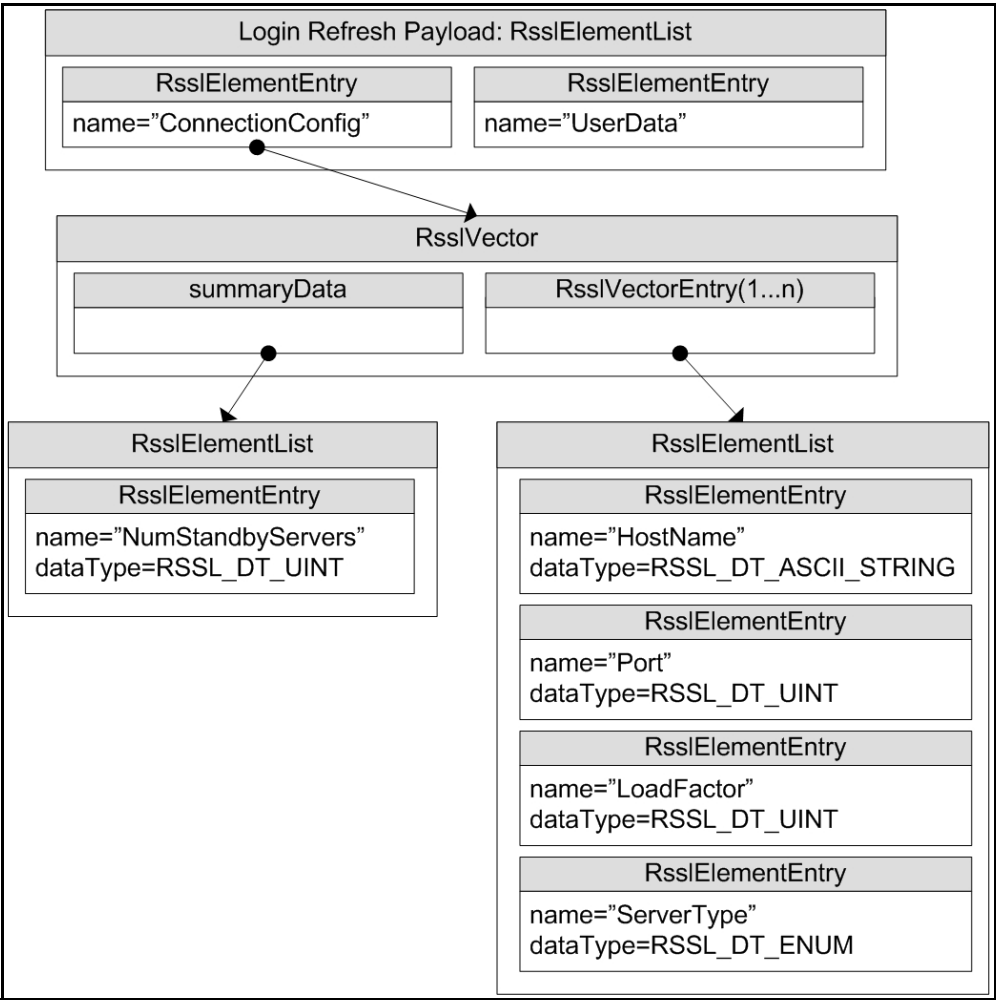 Login Refresh Payload: RsslElementList
RsslElementEntry
name=”ConnectionConfig”
RsslElementEntry
name=”UserData”
RsslVector
summaryData
RsslVectorEntry(1...n)
RsslElementList
RsslElementEntry
name=”NumStandbyServers”
dataType=RSSL_DT_UINT
RsslElementList
RsslElementEntry
name=”HostName”
dataType=RSSL_DT_ASCII_STRING
RsslElementEntry
name=”Port”
dataType=RSSL_DT_UINT
RsslElementEntry
name=”LoadFactor”
dataType=RSSL_DT_UINT
RsslElementEntry
name=”ServerType”
dataType=RSSL_DT_ENUM